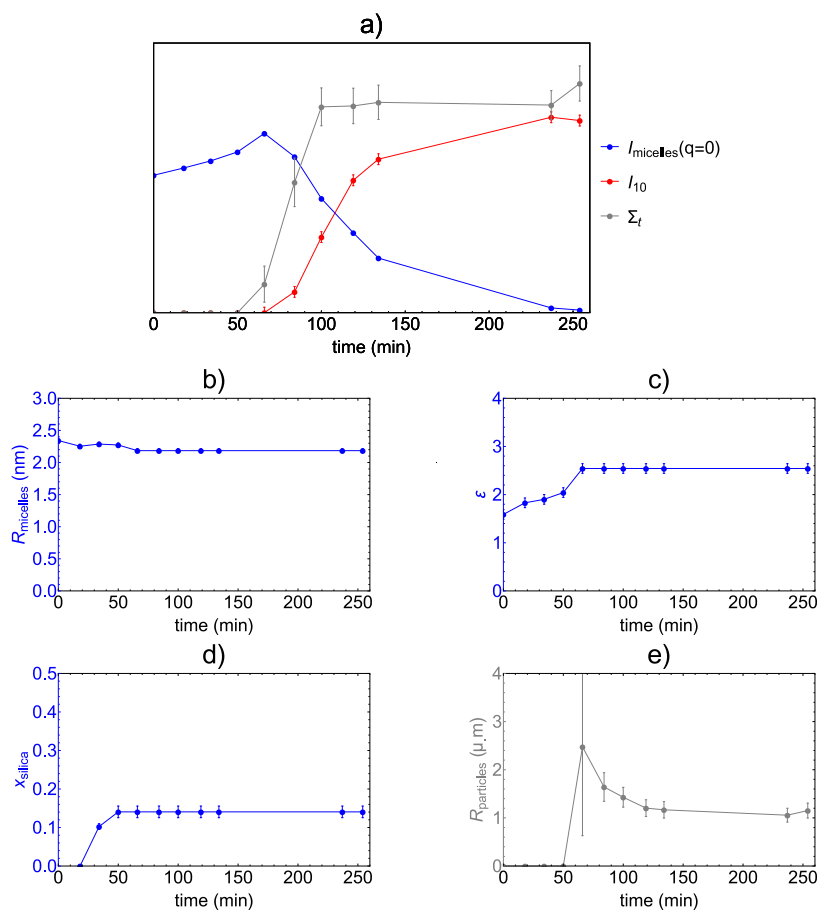 a)
I_micelles(q=0)
I_10
Σ_t
0 50 100 150 200 250
time (min)
b)
3.0
2.5
2.0
1.5
1.0
0.5
0.0
R_micelles (nm)
0 50 100 150 200 250
time (min)
c)
4
3
2
1
0
ε
0 50 100 150 200 250
time (min)
d)
0.5
0.4
0.3
0.2
0.1
0.0
x_silica
0 50 100 150 200 250
time (min)
e)
4
3
2
1
0
R_particles (μ.m)
0 50 100 150 200 250
time (min)